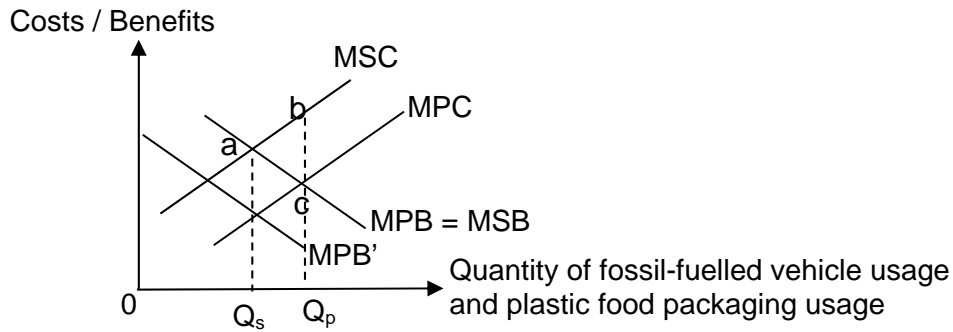 Costs / Benefits
MSC
b
MPC
a
c
MPB = MSB
MPB’
Quantity of fossil-fuelled vehicle usage
and plastic food packaging usage
0
Qs
Qp